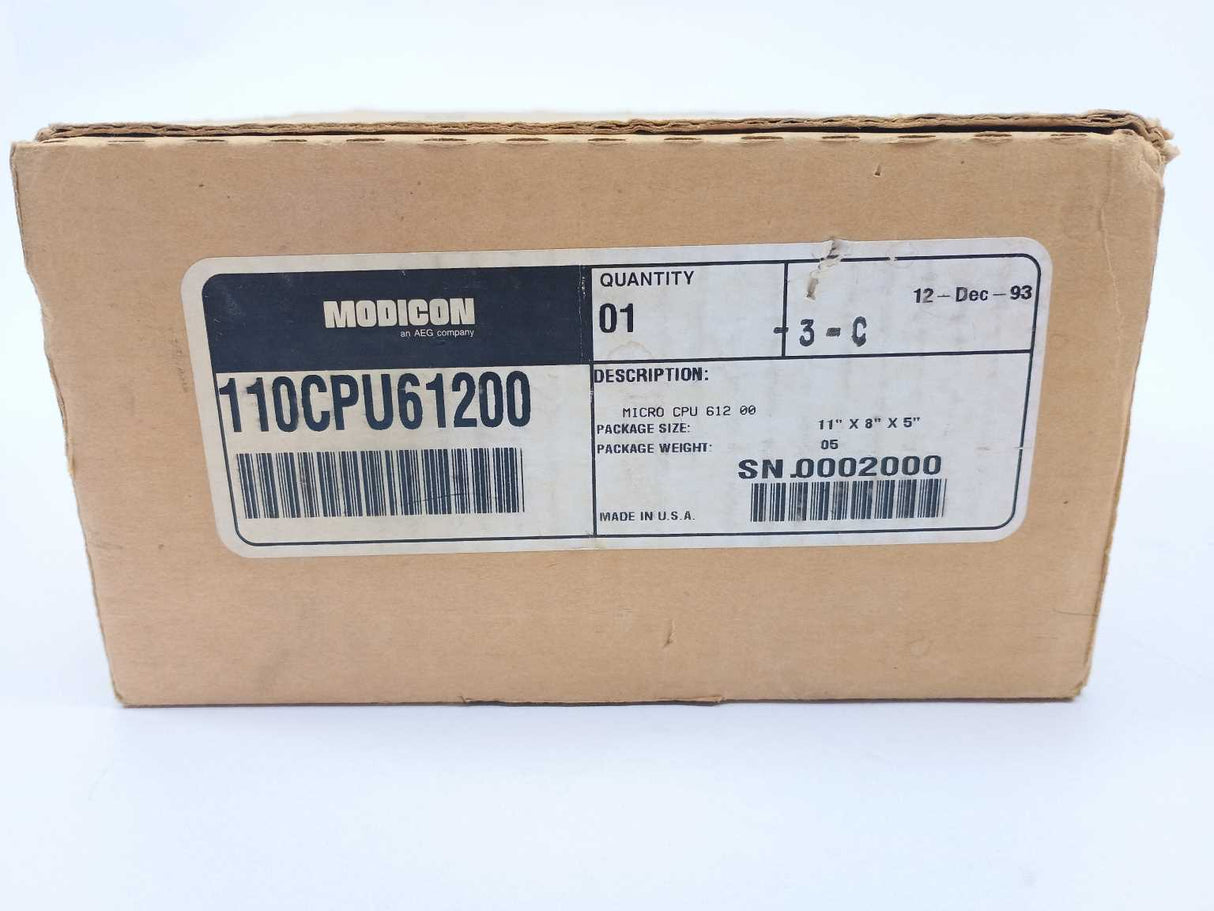 MODICON
an AEG company
110CPU61200
QUANTITY
01
12-Dec-93
-3-C
DESCRIPTION:
MICRO CPU 612 00
PACKAGE SIZE: 11" X 8" X 5"
PACKAGE WEIGHT: 05
SN.0002000
MADE IN U.S.A.